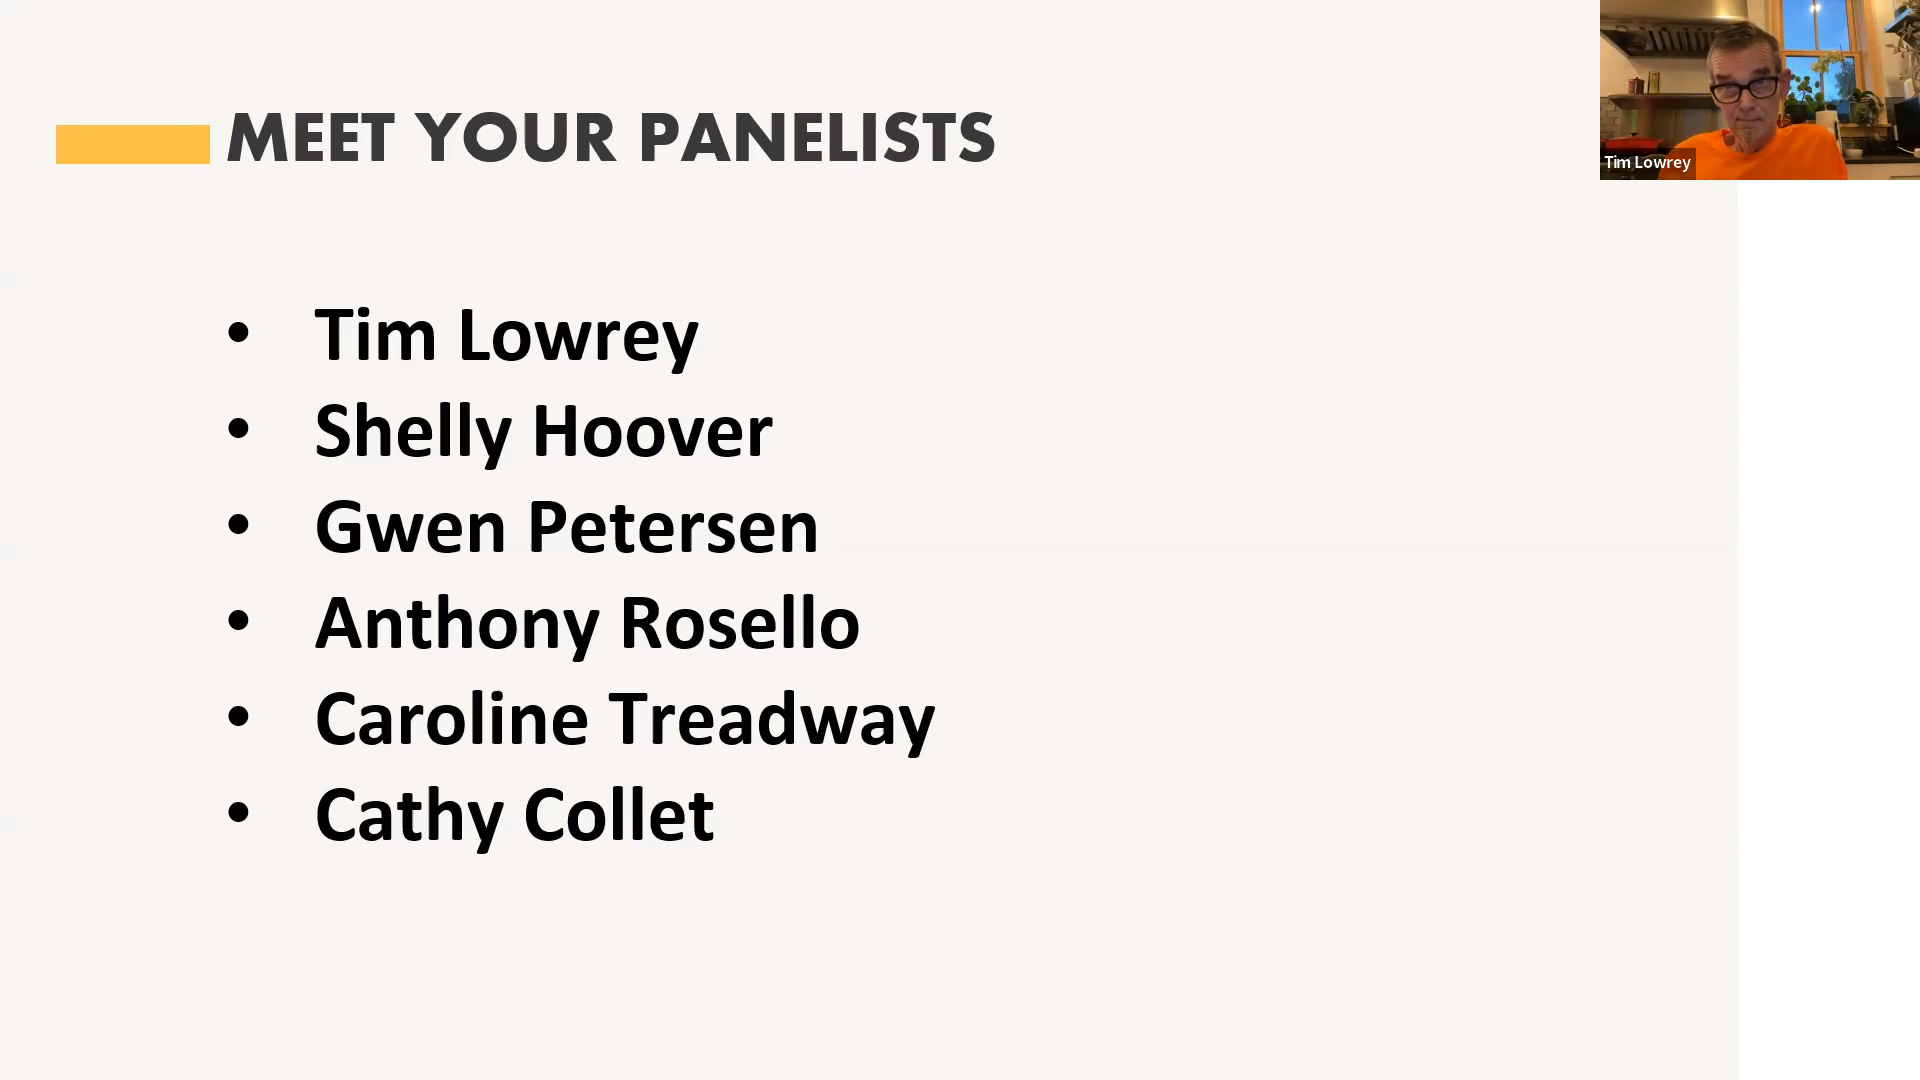 MEET YOUR PANELISTS
Tim Lowrey
• Tim Lowrey
• Shelly Hoover
• Gwen Petersen
• Anthony Rosello
• Caroline Treadway
• Cathy Collet